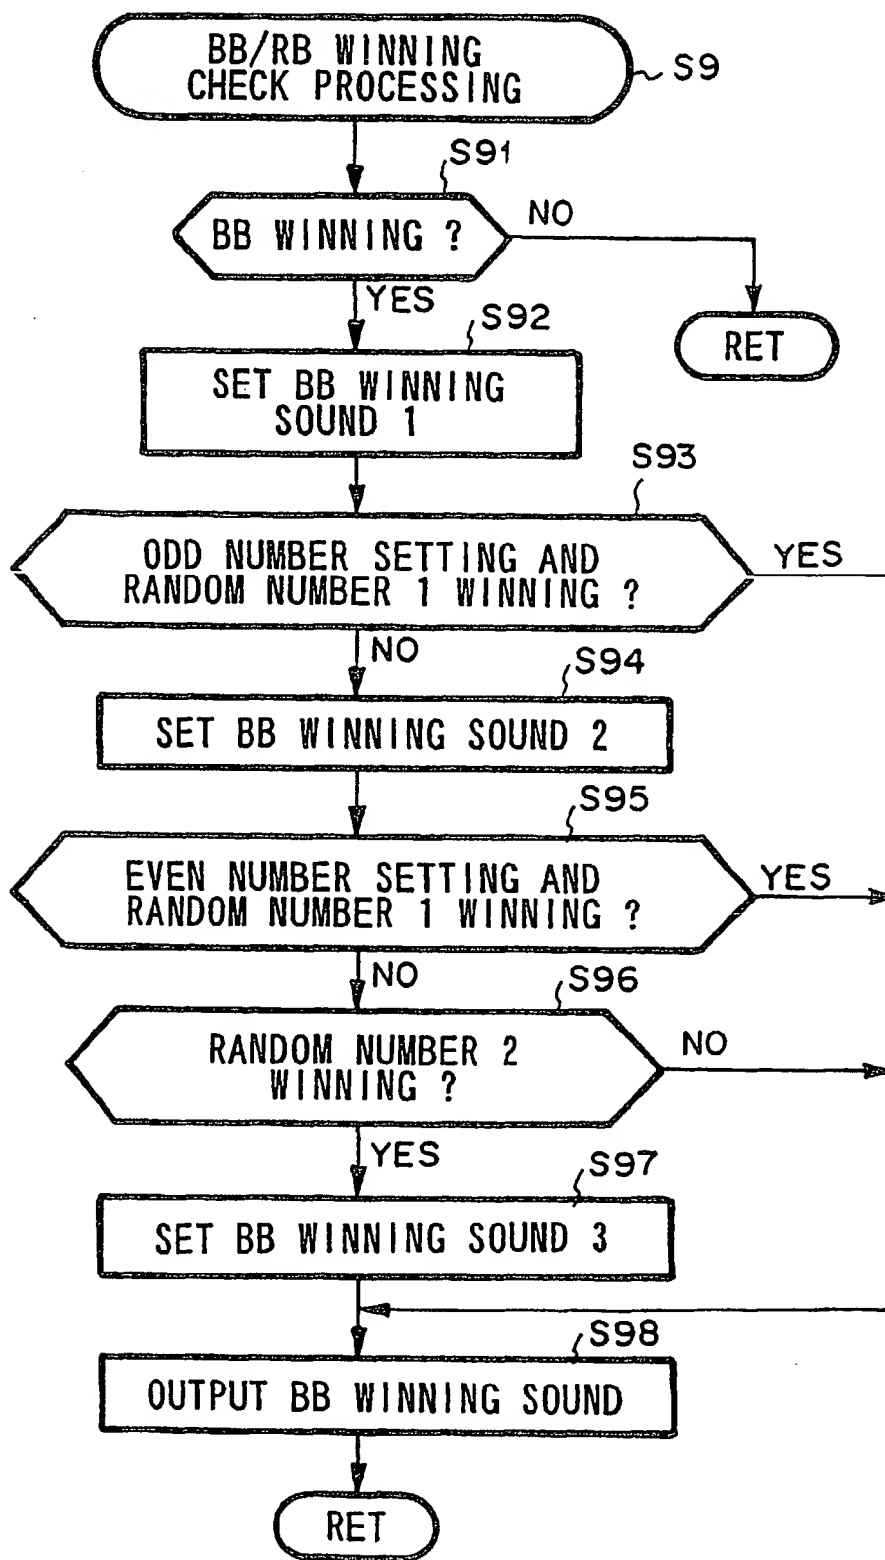 BB/RB WINNING
CHECK PROCESSING
S9
S91
BB WINNING ?
NO
YES
RET
S92
SET BB WINNING
SOUND 1
S93
ODD NUMBER SETTING AND
RANDOM NUMBER 1 WINNING ?
YES
NO
S94
SET BB WINNING SOUND 2
S95
EVEN NUMBER SETTING AND
RANDOM NUMBER 1 WINNING ?
YES
NO
S96
RANDOM NUMBER 2
WINNING ?
NO
YES
S97
SET BB WINNING SOUND 3
S98
OUTPUT BB WINNING SOUND
RET